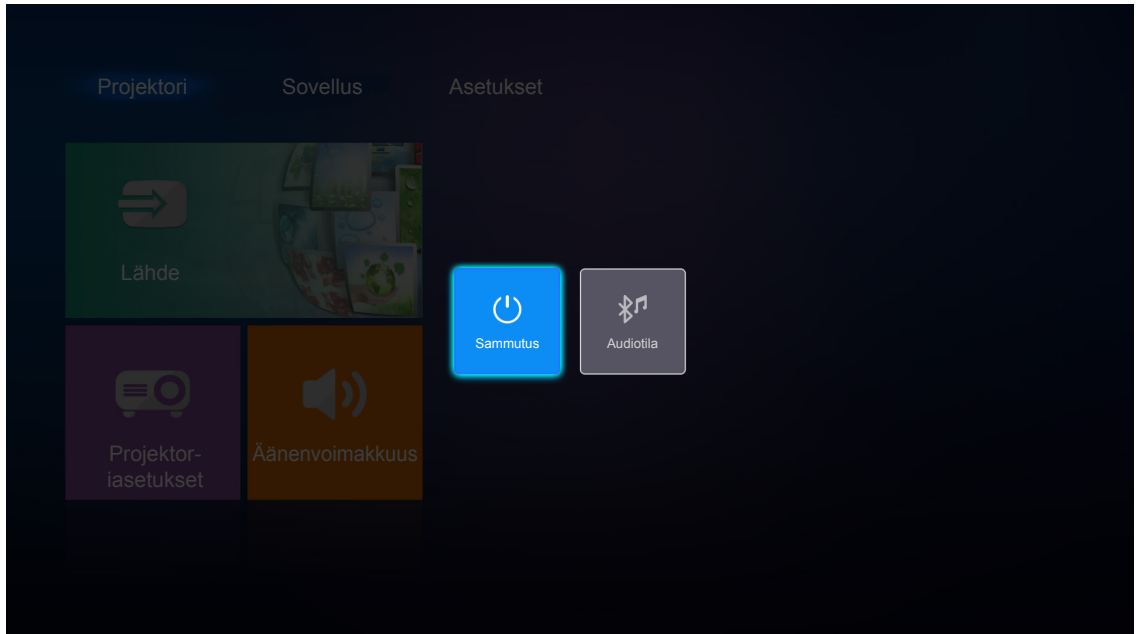 Projektori
Sovellus
Asetukset
Lähde
Sammutus
Audiotila
Projektor-
iasetukset
Äänenvoimakkuus